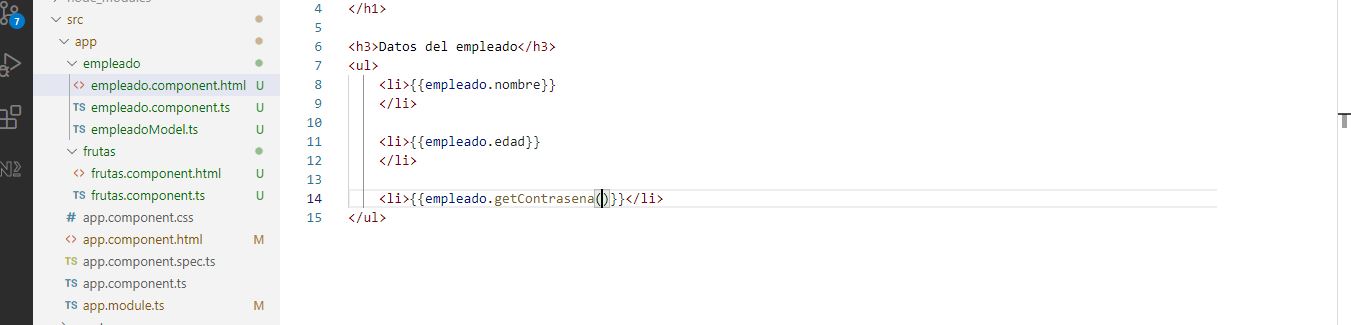 node_modules
7
src
app
empleado
<> empleado.component.html U
TS empleado.component.ts U
TS empleadoModel.ts U
frutas
<> frutas.component.html U
TS frutas.component.ts U
# app.component.css
<> app.component.html M
TS app.component.spec.ts
TS app.component.ts
TS app.module.ts M
4 </h1>
5
6 <h3>Datos del empleado</h3>
7 <ul>
8 <li>{{empleado.nombre}}
9 </li>
10
11 <li>{{empleado.edad}}
12 </li>
13
14 <li>{{empleado.getContrasena()}}</li>
15 </ul>